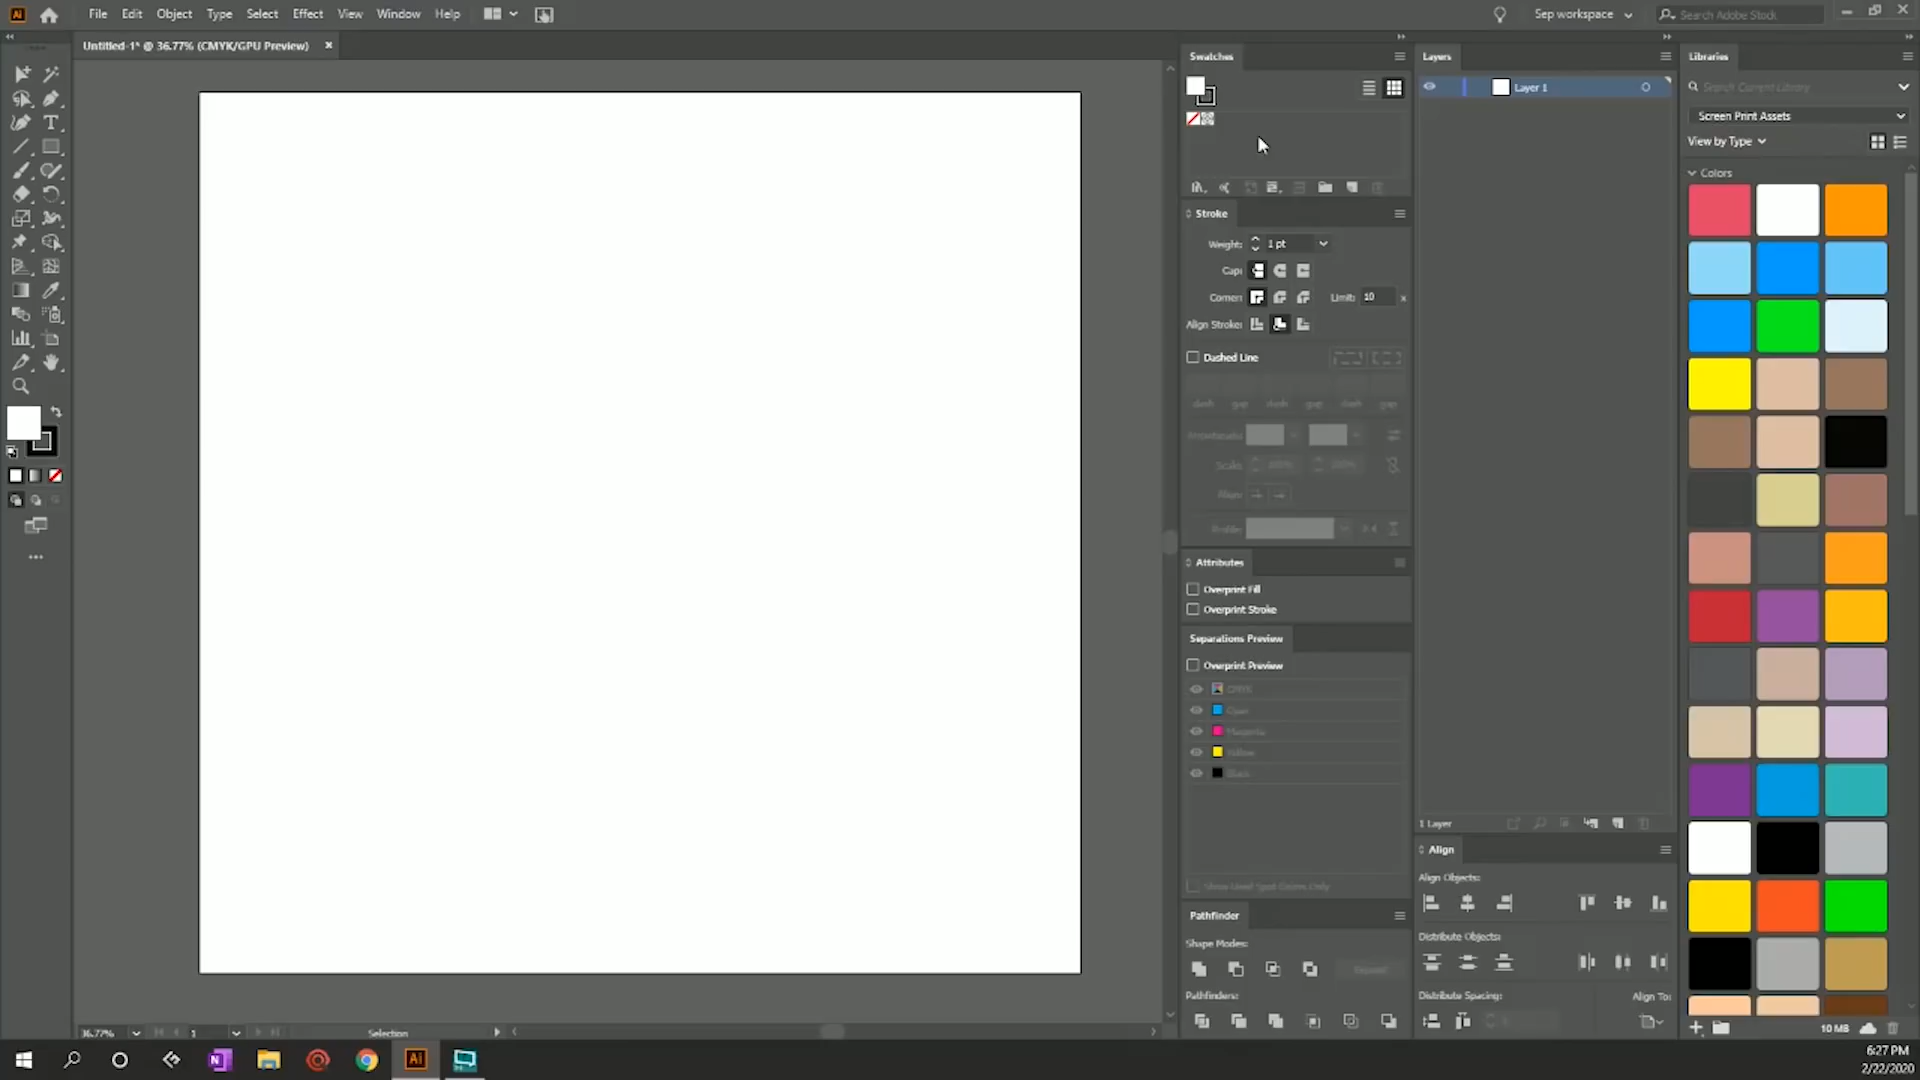 File Edit Object Type Select Effect View Window Help
Sep workspace
Search Adobe Stock
Untitled-1* @ 36.77% (CMYK/GPU Preview)
Swatches
Stroke
Weight: 1 pt
Cap:
Corner: Limit: 10 x
Align Stroke:
Dashed Line
dash gap dash gap dash gap
Arrowheads:
Scale: 100% 100%
Align:
Profile:
Attributes
Overprint Fill
Overprint Stroke
Separations Preview
Overprint Preview
CMYK
Cyan
Magenta
Yellow
Black
Show Used Spot Colors Only
Pathfinder
Shape Modes:
Expand
Pathfinders:
Layers
Layer 1
1 Layer
Align
Align Objects:
Distribute Objects:
Distribute Spacing: Align To:
Libraries
Search Current Library
Screen Print Assets
View by Type
Colors
10 MB
36.77% 1 Selection
6:27 PM
2/22/2020